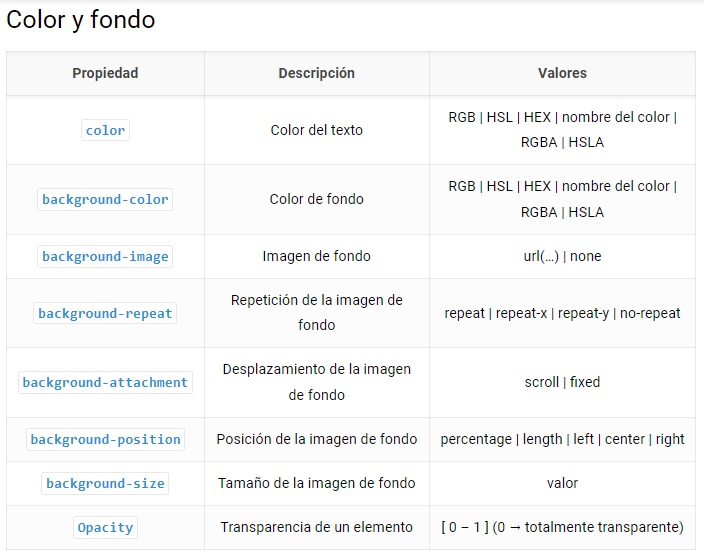 Color y fondo
Propiedad Descripción Valores
color Color del texto RGB | HSL | HEX | nombre del color |
RGBA | HSLA
background-color Color de fondo RGB | HSL | HEX | nombre del color |
RGBA | HSLA
background-image Imagen de fondo url(...) | none
background-repeat Repetición de la imagen de
fondo repeat | repeat-x | repeat-y | no-repeat
background-attachment Desplazamiento de la imagen
de fondo scroll | fixed
background-position Posición de la imagen de fondo percentage | length | left | center | right
background-size Tamaño de la imagen de fondo valor
Opacity Transparencia de un elemento [ 0 – 1 ] (0 → totalmente transparente)